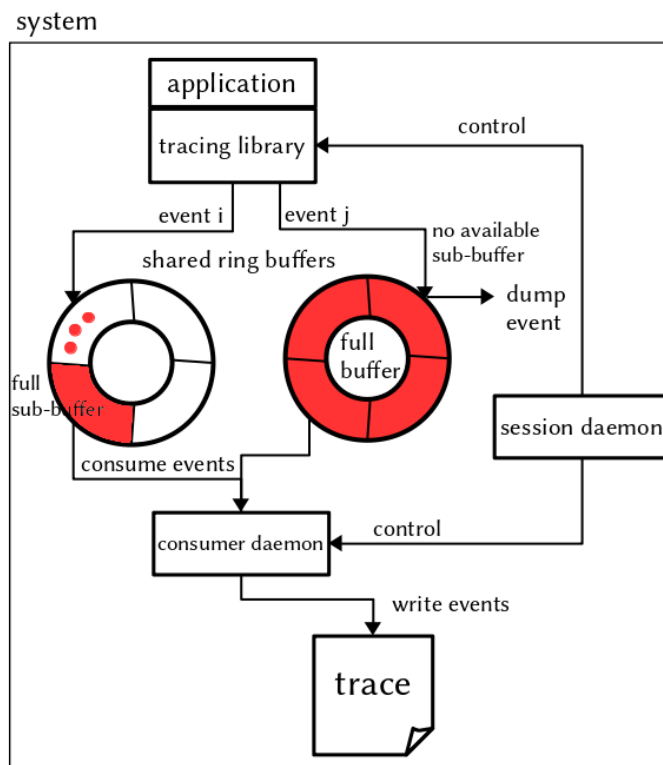 system
application
tracing library
control
event i
event j
no available
sub-buffer
shared ring buffers
dump
event
full
buffer
full
sub-buffer
session daemon
consume events
control
consumer daemon
write events
trace